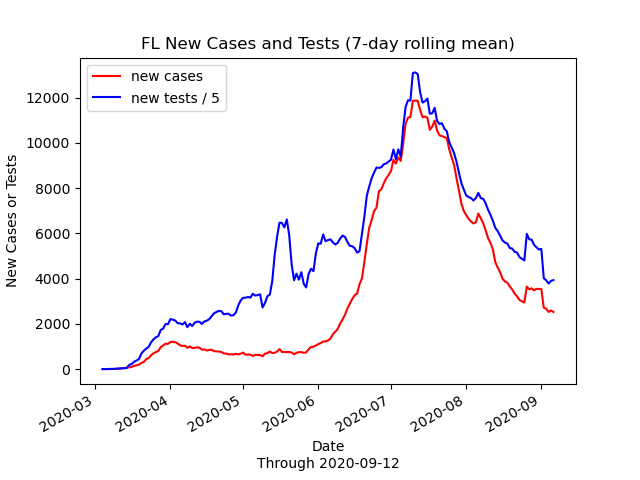 FL New Cases and Tests (7-day rolling mean)
new cases
new tests / 5
12000
10000
8000
6000
4000
2000
0
New Cases or Tests
2020-03
2020-04
2020-05
2020-06
2020-07
2020-08
2020-09
Date
Through 2020-09-12